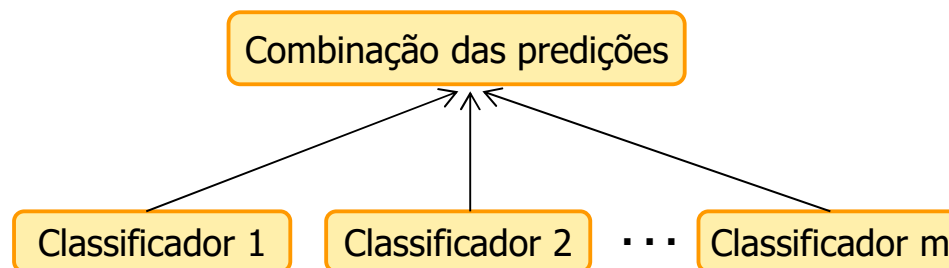 Combinação das predições
Classificador 1 Classificador 2 ... Classificador m